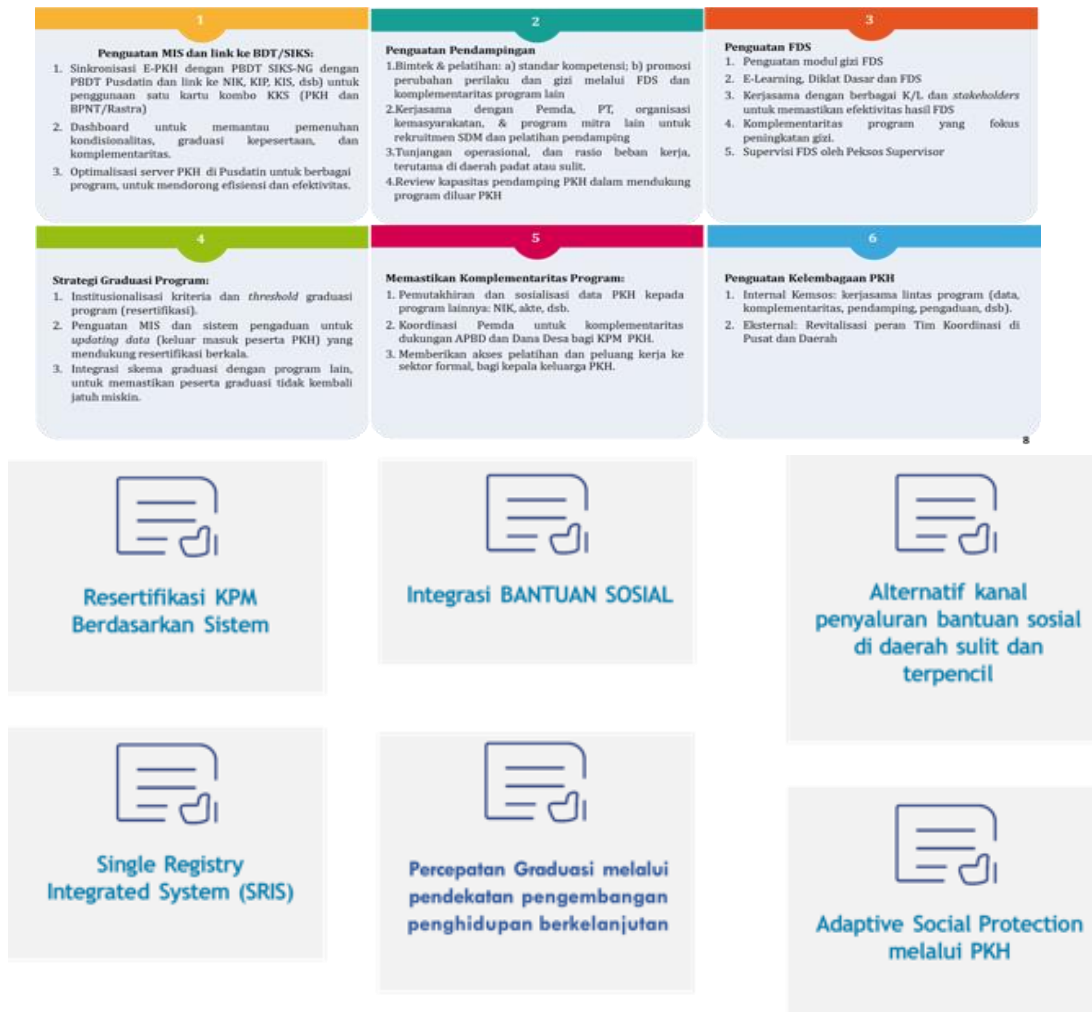 1
Penguatan MIS dan link ke BDT/SIKS:
1. Sinkronisasi E-PKH dengan PBDT SIKS-NG dengan
PBDT Pusdatin dan link ke NIK, KIP, KIS, dsb) untuk
penggunaan satu kartu kombo KKS (PKH dan
BPNT/Rastra)
2. Dashboard untuk memantau pemenuhan
kondisionalitas, graduasi kepesertaan, dan
komplementaritas.
3. Optimalisasi server PKH di Pusdatin untuk berbagai
program, untuk mendorong efisiensi dan efektivitas.
2
Penguatan Pendampingan
1.Bimtek & pelatihan: a) standar kompetensi; b) promosi
perubahan perilaku dan gizi melalui FDS dan
komplementaritas program lain
2.Kerjasama dengan Pemda, PT, organisasi
kemasyarakatan, & program mitra lain untuk
rekruitmen SDM dan pelatihan pendamping
3.Tunjangan operasional, dan rasio beban kerja,
terutama di daerah padat atau sulit.
4.Review kapasitas pendamping PKH dalam mendukung
program diluar PKH
3
Penguatan FDS
1. Penguatan modul gizi FDS
2. E-Learning, Diklat Dasar dan FDS
3. Kerjasama dengan berbagai K/L dan stakeholders
untuk memastikan efektivitas hasil FDS
4. Komplementaritas program yang fokus
peningkatan gizi.
5. Supervisi FDS oleh Peksos Supervisor
4
Strategi Graduasi Program:
1. Institusionalisasi kriteria dan threshold graduasi
program (resertifikasi).
2. Penguatan MIS dan sistem pengaduan untuk
updating data (keluar masuk peserta PKH) yang
mendukung resertifikasi berkala.
3. Integrasi skema graduasi dengan program lain,
untuk memastikan peserta graduasi tidak kembali
jatuh miskin.
5
Memastikan Komplementaritas Program:
1. Pemutakhiran dan sosialisasi data PKH kepada
program lainnya: NIK, akte, dsb.
2. Koordinasi Pemda untuk komplementaritas
dukungan APBD dan Dana Desa bagi KPM PKH.
3. Memberikan akses pelatihan dan peluang kerja ke
sektor formal, bagi kepala keluarga PKH.
6
Penguatan Kelembagaan PKH
1. Internal Kemsos: kerjasama lintas program (data,
komplementaritas, pendamping, pengaduan, dsb).
2. Eksternal: Revitalisasi peran Tim Koordinasi di
Pusat dan Daerah
8
Resertifikasi KPM
Berdasarkan Sistem
Integrasi BANTUAN SOSIAL
Alternatif kanal
penyaluran bantuan sosial
di daerah sulit dan
terpencil
Single Registry
Integrated System (SRIS)
Percepatan Graduasi melalui
pendekatan pengembangan
penghidupan berkelanjutan
Adaptive Social Protection
melalui PKH